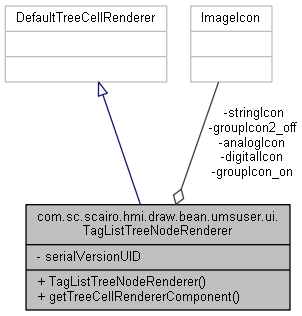 DefaultTreeCellRenderer
ImageIcon
-stringIcon
-groupIcon2_off
-analogIcon
-digitalIcon
-groupIcon_on
com.sc.scairo.hmi.draw.bean.umsuser.ui.
TagListTreeNodeRenderer
- serialVersionUID
+ TagListTreeNodeRenderer()
+ getTreeCellRendererComponent()